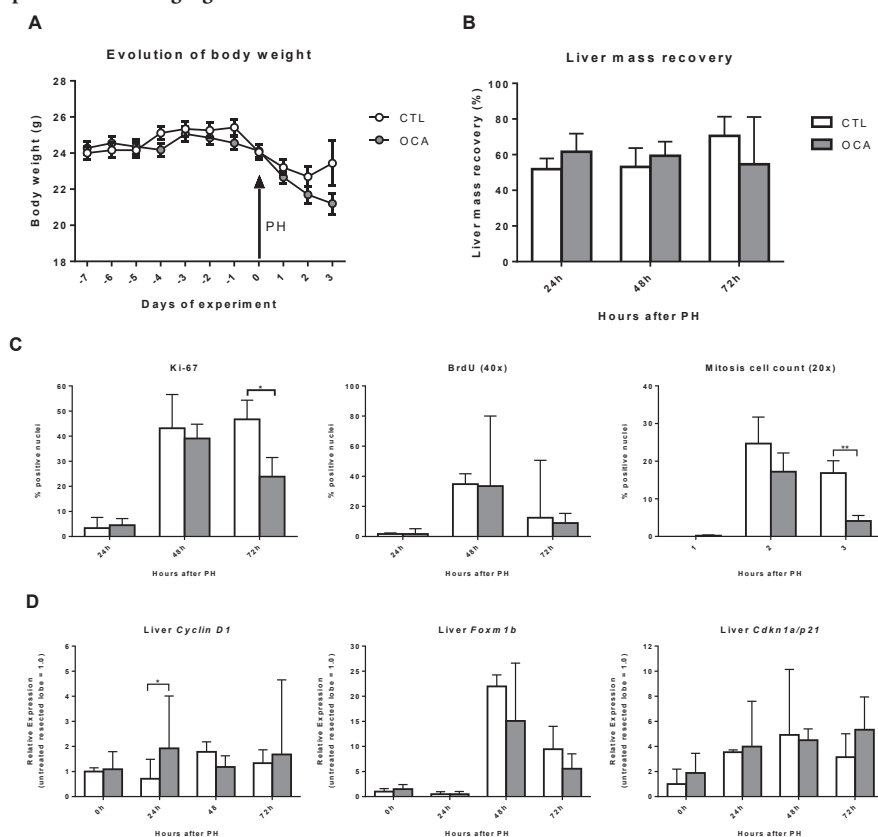 A
Evolution of body weight
28
26
24
22
20
18
Body weight (g)
CTL
OCA
PH
-7 -6 -5 -4 -3 -2 -1 0 1 2 3
Days of experiment
B
Liver mass recovery
100
80
60
40
20
0
Liver mass recovery (%)
CTL
OCA
24h 48h 72h
Hours after PH
C
Ki-67
60
50
40
30
20
10
0
% positive nuclei
*
24h 48h 72h
Hours after PH
BrdU (40x)
100
80
60
40
20
0
% positive nuclei
24h 48h 72h
Hours after PH
Mitosis cell count (20x)
40
30
20
10
0
% positive nuclei
**
1 2 3
Hours after PH
D
Liver Cyclin D1
6
5
4
3
2
1
0
Relative Expression
(untreated resected lobe = 1.0)
*
0h 24h 48 72h
Hours after PH
Liver Foxm1b
30
25
20
15
10
5
0
Relative Expression
(untreated resected lobe = 1.0)
0h 24h 48h 72h
Hours after PH
Liver Cdkn1a/p21
12
10
8
6
4
2
0
Relative Expression
(untreated resected lobe = 1.0)
0h 24h 48h 72h
Hours after PH